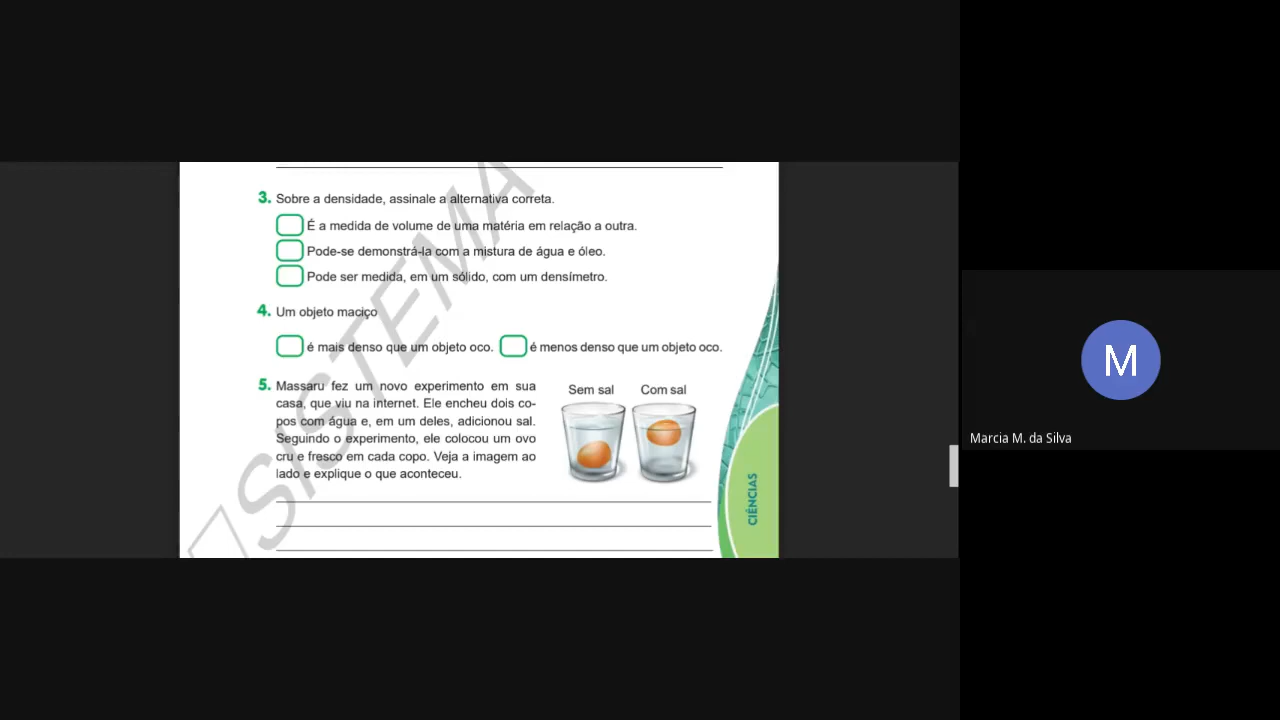 3. Sobre a densidade, assinale a alternativa correta.
É a medida de volume de uma matéria em relação a outra.
Pode-se demonstrá-la com a mistura de água e óleo.
Pode ser medida, em um sólido, com um densímetro.
4. Um objeto maciço
é mais denso que um objeto oco. é menos denso que um objeto oco.
5. Massaru fez um novo experimento em sua
casa, que viu na internet. Ele encheu dois co-
pos com água e, em um deles, adicionou sal.
Seguindo o experimento, ele colocou um ovo
cru e fresco em cada copo. Veja a imagem ao
lado e explique o que aconteceu.
Sem sal Com sal
CIÊNCIAS
SISTEMA
M
Marcia M. da Silva